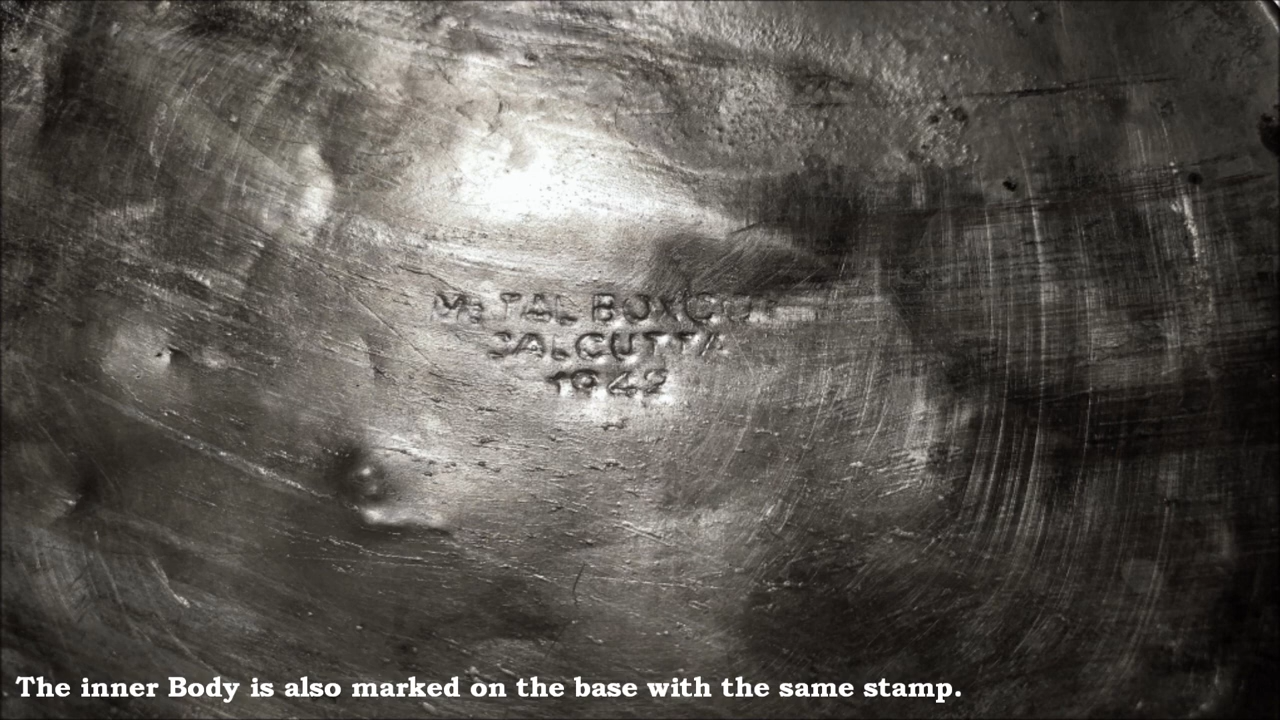 METAL BOX CO
CALCUTTA
1942
The inner Body is also marked on the base with the same stamp.